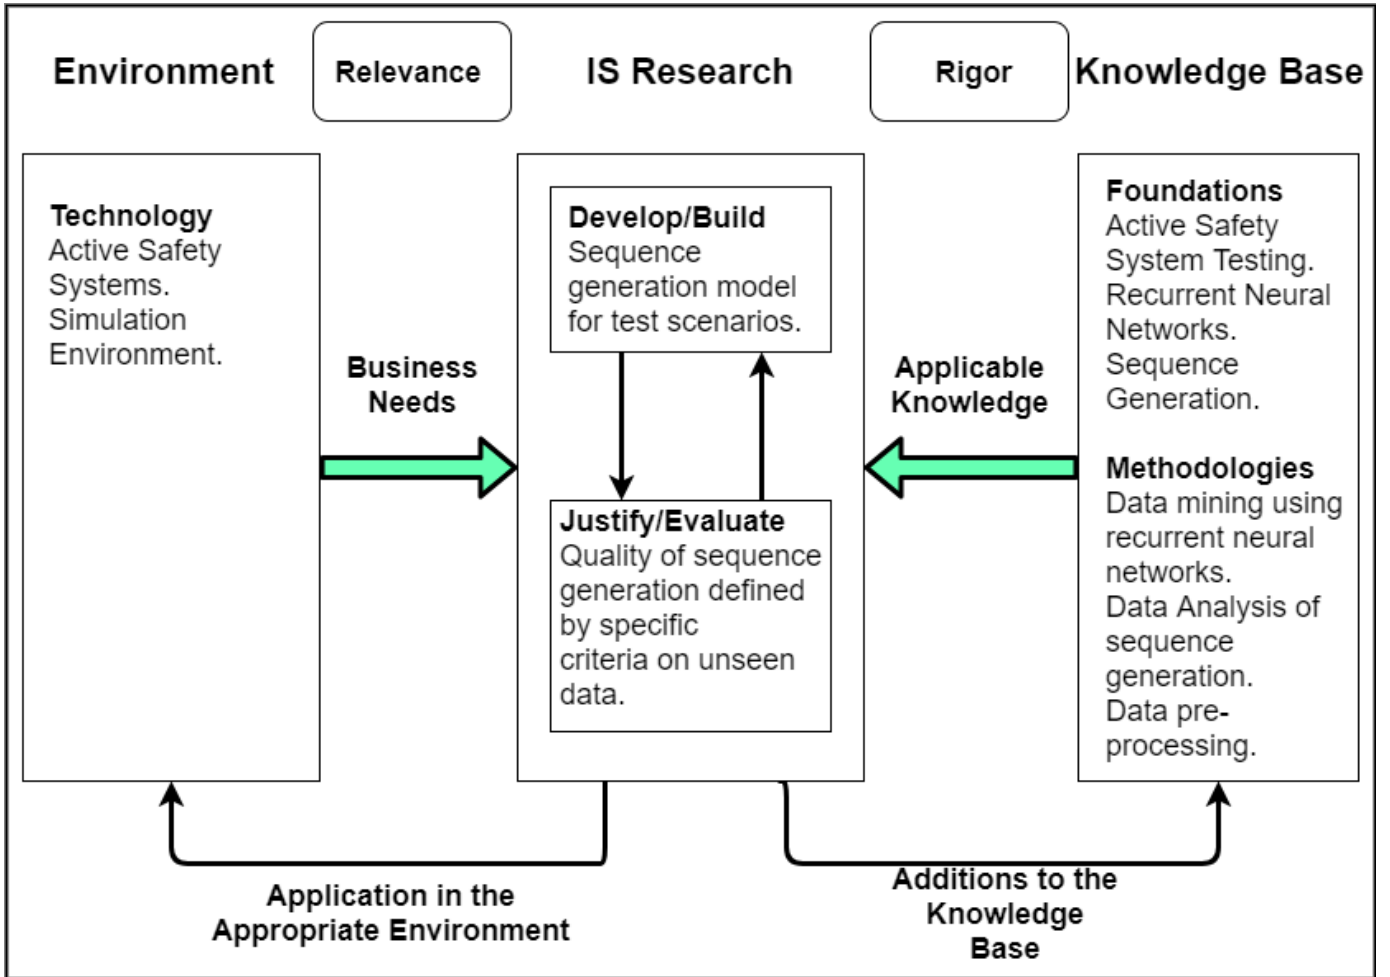 Environment
Relevance
IS Research
Rigor
Knowledge Base
Technology
Active Safety
Systems.
Simulation
Environment.
Business
Needs
Develop/Build
Sequence
generation model
for test scenarios.
Justify/Evaluate
Quality of sequence
generation defined
by specific
criteria on unseen
data.
Applicable
Knowledge
Foundations
Active Safety
System Testing.
Recurrent Neural
Networks.
Sequence
Generation.
Methodologies
Data mining using
recurrent neural
networks.
Data Analysis of
sequence
generation.
Data pre-
processing.
Application in the
Appropriate Environment
Additions to the
Knowledge
Base